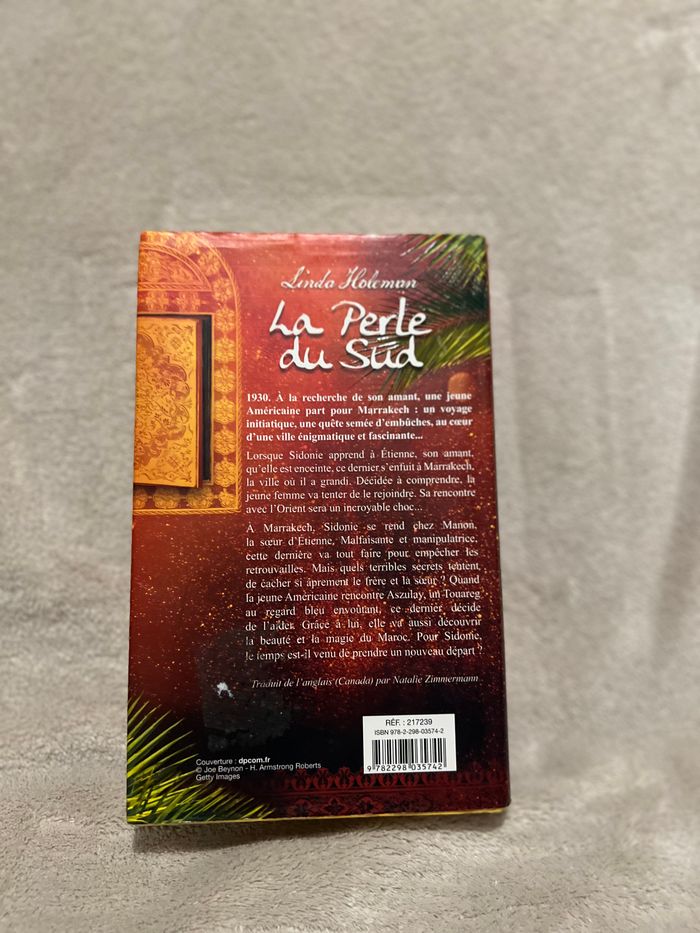 Linda Holeman
La Perle
du Sud
1930. À la recherche de son amant, une jeune
Américaine part pour Marrakech : un voyage
initiatique, une quête semée d'embûches, au cœur
d'une ville énigmatique et fascinante...
Lorsque Sidonie apprend à Étienne, son amant,
qu'elle est enceinte, ce dernier s'enfuit à Marrakech,
la ville où il a grandi. Décidée à comprendre, la
jeune femme va tenter de le rejoindre. Sa rencontre
avec l'Orient sera un incroyable choc...
À Marrakech, Sidonie se rend chez Manon,
la sœur d'Étienne, Malfaisante et manipulatrice,
cette dernière va tout faire pour empêcher les
retrouvailles. Mais quels terribles secrets tentent
de cacher si âprement le frère et la sœur ? Quand
la jeune Américaine rencontre Aszulay, un Touareg
au regard bleu envoûtant, ce dernier décide
de l'aider. Grâce à lui, elle va aussi découvrir
la beauté et la magie du Maroc. Pour Sidonie,
le temps est-il venu de prendre un nouveau départ ?
Traduit de l'anglais (Canada) par Natalie Zimmermann
RÉF. : 217239
ISBN 978-2-298-03574-2
9 782298 035742
Couverture : dpcom.fr
© Joe Beynon - H. Armstrong Roberts
Getty Images